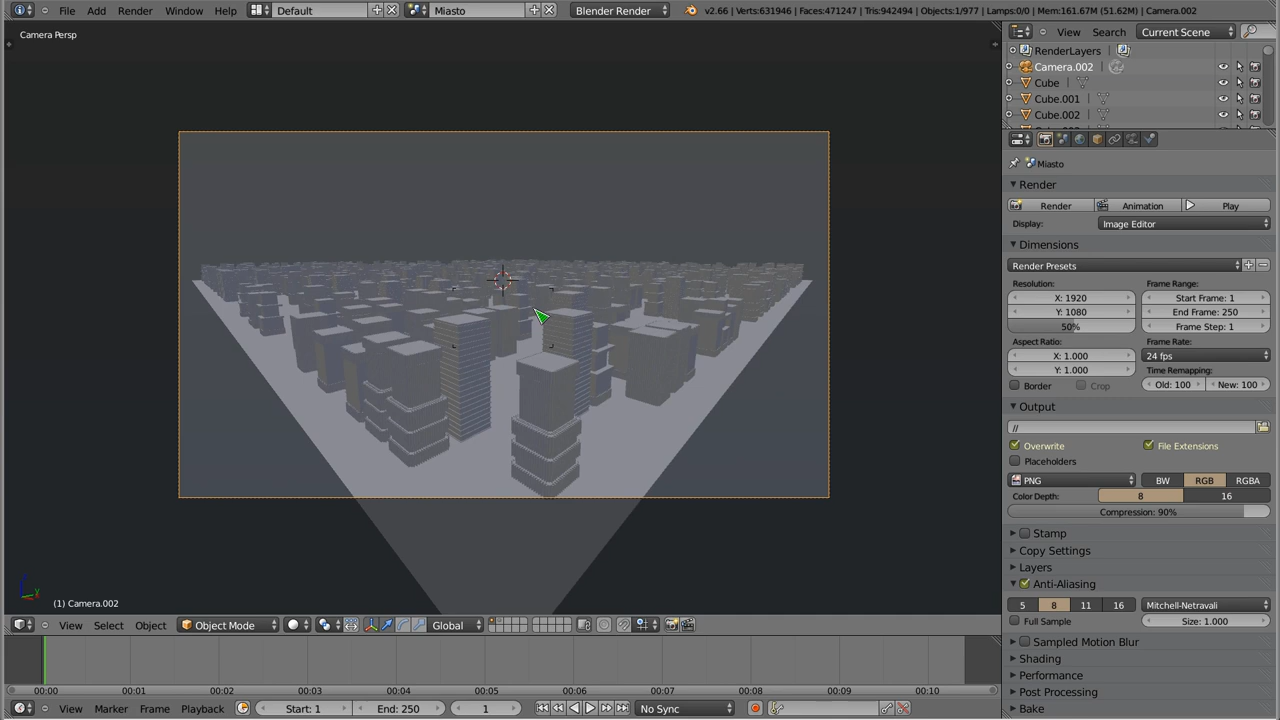 File Add Render Window Help Default Miasto Blender Render v2.66 | Verts:631946 | Faces:471247 | Tris:942494 | Objects:1/977 | Lamps:0/0 | Mem:161.67M (51.62M) | Camera.002
Camera Persp
View Search Current Scene
RenderLayers |
Camera.002 |
Cube |
Cube.001 |
Cube.002 |
Miasto
Render
Render Animation Play
Display: Image Editor
Dimensions
Render Presets
Resolution: Frame Range:
X: 1920 Start Frame: 1
Y: 1080 End Frame: 250
50% Frame Step: 1
Aspect Ratio: Frame Rate:
X: 1.000 24 fps
Y: 1.000 Time Remapping:
Border Crop Old: 100 New: 100
Output
//
Overwrite File Extensions
Placeholders
PNG BW RGB RGBA
Color Depth: 8 16
Compression: 90%
Stamp
Copy Settings
Layers
Anti-Aliasing
5 8 11 16 Mitchell-Netravali
Full Sample Size: 1.000
Sampled Motion Blur
Shading
Performance
Post Processing
Bake
(1) Camera.002
View Select Object Object Mode Global
00:00 00:01 00:02 00:03 00:04 00:05 00:06 00:07 00:08 00:09 00:10
View Marker Frame Playback Start: 1 End: 250 1 No Sync